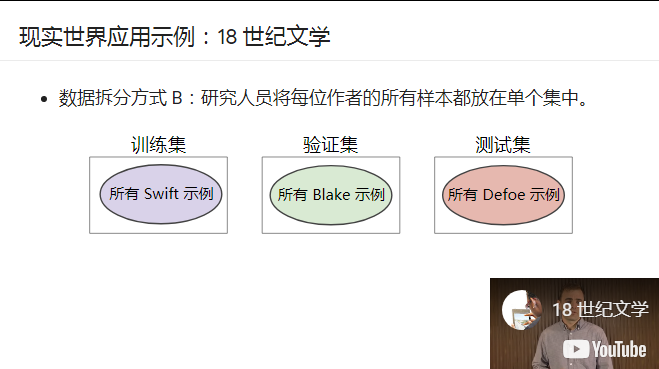 现实世界应用示例：18 世纪文学
• 数据拆分方式 B：研究人员将每位作者的所有样本都放在单个集中。
训练集 验证集 测试集
所有 Swift 示例 所有 Blake 示例 所有 Defoe 示例
18 世纪文学
YouTube